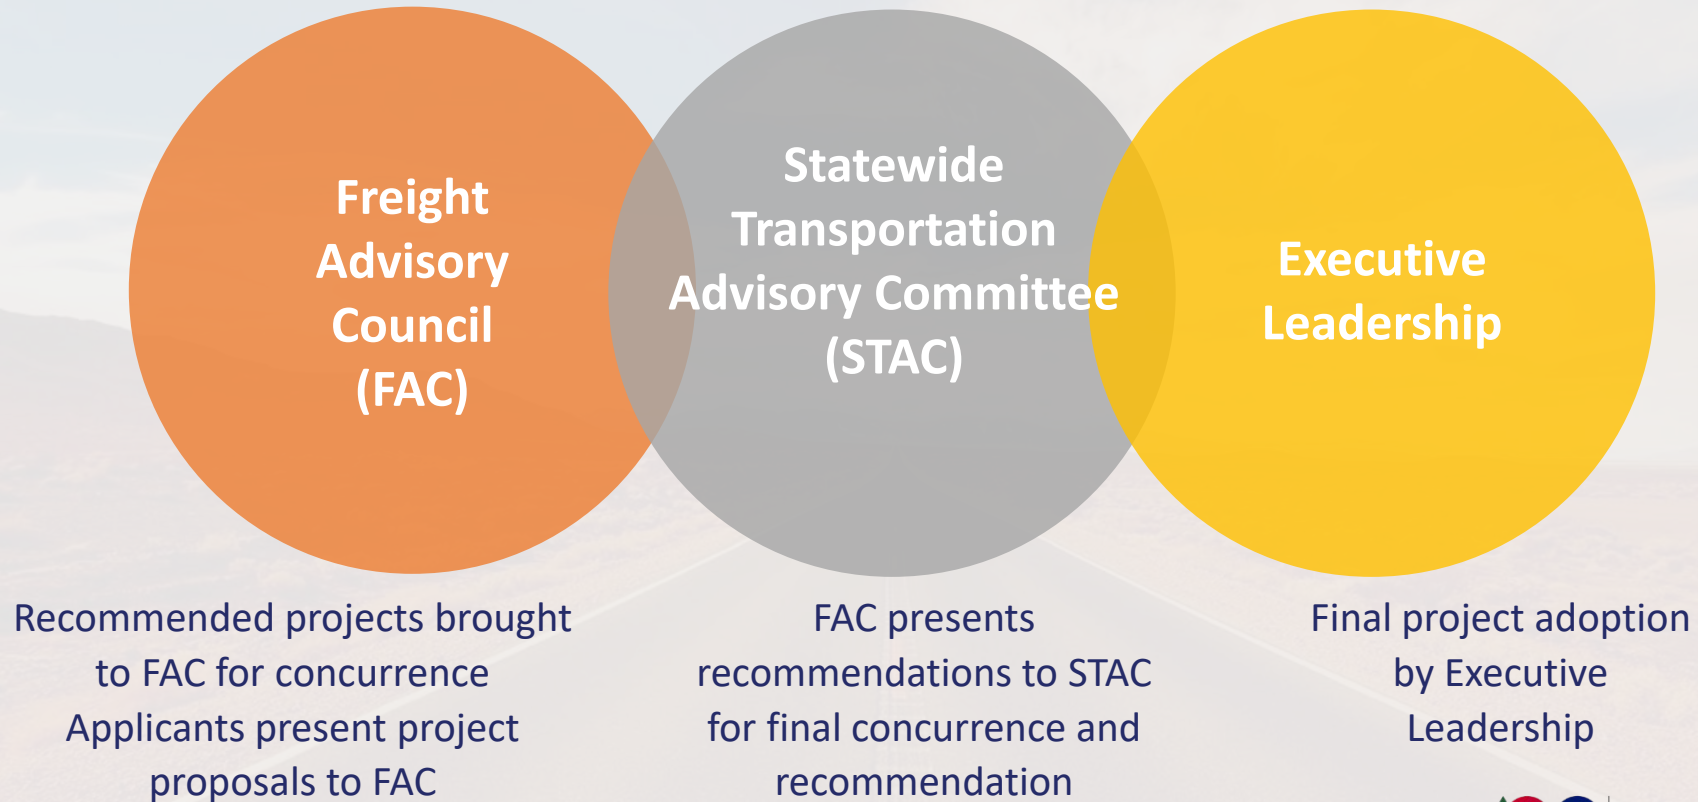 Freight
Advisory
Council
(FAC)
Statewide
Transportation
Advisory Committee
(STAC)
Executive
Leadership
Recommended projects brought
to FAC for concurrence
Applicants present project
proposals to FAC
FAC presents
recommendations to STAC
for final concurrence and
recommendation
Final project adoption
by Executive
Leadership